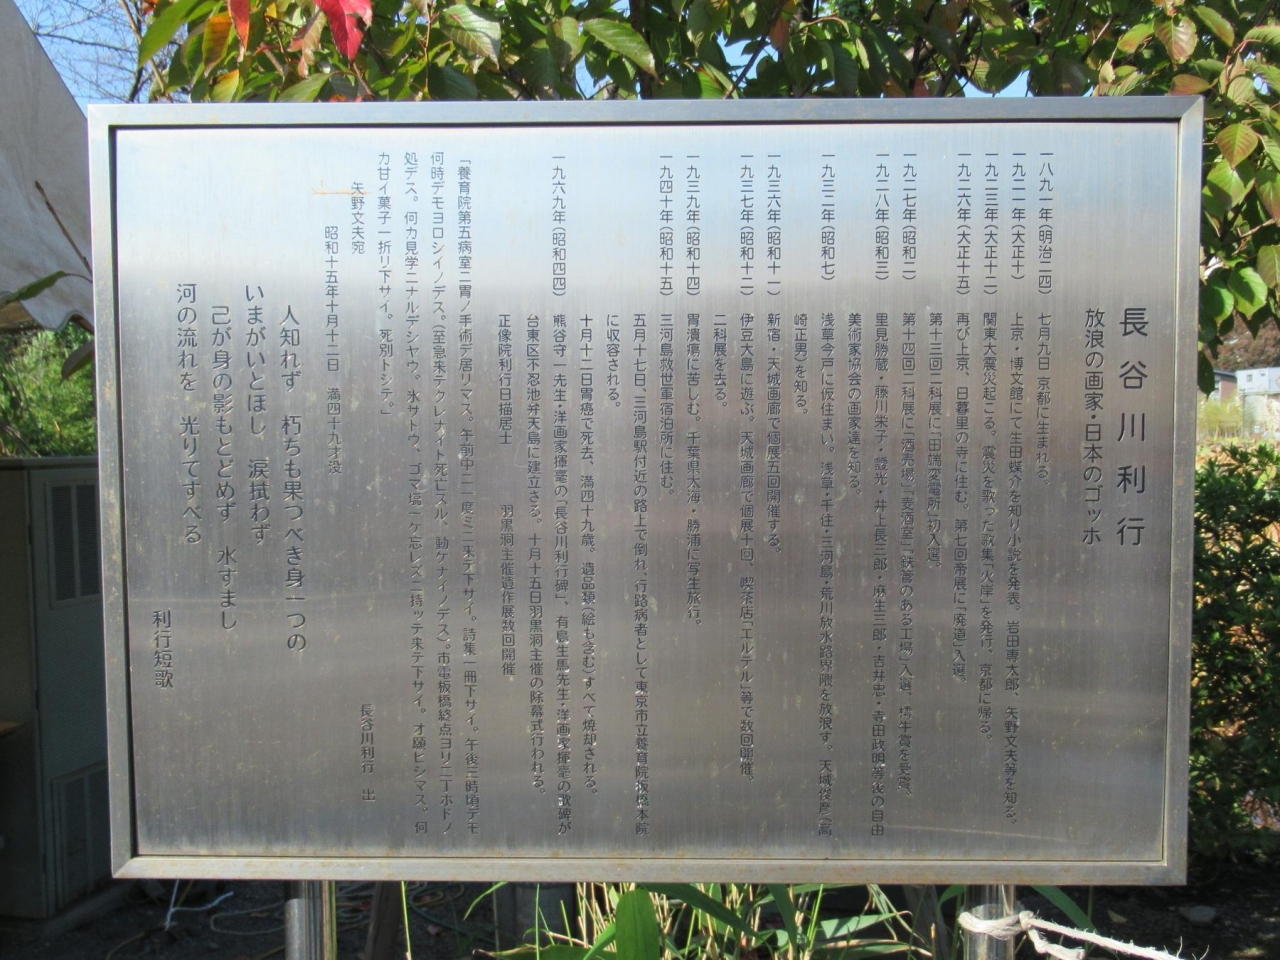 長谷川利行
放浪の画家・日本のゴッホ
一八九一年(明治二四) 七月九日 京都に生まれる。
一九二一年(大正十) 上京・博文館にて生田蝶介を知り小説を発表。岩田専太郎、矢野文夫等を知る。
一九二三年(大正十二) 関東大震災起こる。震災を歌った歌集「火岸」を発行、京都に帰る。
一九二六年(大正十五) 再び上京、日暮里の寺に住む。第七回帝展に「廃道」入選。
第十三回二科展に「田端変電所」初入選。
一九二七年(昭和二) 第十四回二科展に「酒売場」「麦酒室」「鉄管のある工場」入選、樗牛賞を受賞。
一九二八年(昭和三) 里見勝蔵・藤川栄子・靉光・井上長三郎・麻生三郎・吉井忠・寺田政明等後の自由
美術家協会の画家達を知る。
一九三二年(昭和七) 浅草今戸に仮住まい。浅草・千住・三河島・荒川放水路界隈を放浪す。天城俊彦(高
崎正男)を知る。
一九三六年(昭和十一) 新宿・天城画廊で個展五回開催する。
一九三七年(昭和十二) 伊豆大島に遊ぶ。天城画廊で個展十回、喫茶店「エルテル」等で数回開催。
二科展を去る。
一九三九年(昭和十四) 胃潰瘍に苦しむ。千葉県太海・勝浦に写生旅行。
一九四十年(昭和十五) 三河島救世軍宿泊所に住む。
五月十七日、三河島駅付近の路上で倒れ、行路病者として東京市立養育院板橋本院
に収容される。
十月十二日胃癌で死去、満四十九歳。遺品類(絵も含む)すべて焼却される。
一九六九年(昭和四四) 熊谷守一先生・洋画家揮毫の「長谷川利行碑」、有島生馬先生・洋画家揮毫の歌碑が
台東区不忍池弁天島に建立さる。十月十五日羽黒洞主催の除幕式行われる。
正像院利行日描居士 羽黒洞主催遺作展数回開催
「養育院第五病室ニ胃ノ手術デ居リマス。午前中ニ一度ミニ来テ下サイ。詩集一冊下サイ。午後二時頃デモ
何時デモヨロシイノデス。(至急来テクレナイト死亡スル、動ケナイノデス)。市電板橋終点ヨリ二丁ホドノ
処デス。何カ見学ニナルデシヤウ。氷サトウ、ゴマ塩一ケ忘レズニ持ッテ来テ下サイ。オ願ヒシマス。何
カ甘イ菓子一折リ下サイ。死別トシテ。」
矢野文夫宛 長谷川利行 出
昭和十五年十月十二日 満四十九才没
人知れず 朽ちも果つべき身一つの
いまがいとほし 涙拭わず
己が身の影もとどめず 水すまし
河の流れを 光りてすべる
利行短歌